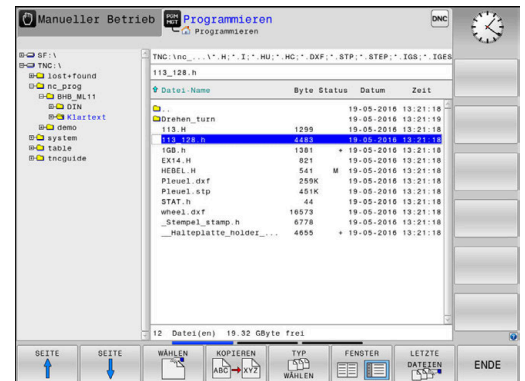 Manueller Betrieb
PGM
MGT
Programmieren
Programmieren
DNC
SF:\
TNC:\
lost+found
nc_prog
BHB_ML11
DIN
Klartext
demo
system
table
tncguide
TNC:\nc_...\*.H;*.I;*.HU;*.HC;*.DXF;*.STP;*.STEP;*.IGS;*.IGES
113_128.h
Datei-Name Byte Status Datum Zeit
.. 19-05-2016 13:21:18
Drehen_turn 19-05-2016 13:21:19
113.H 1299 19-05-2016 13:21:18
113_128.h 4483 19-05-2016 13:21:18
1GB.h 1381 + 19-05-2016 13:21:18
EX14.H 821 19-05-2016 13:21:18
HEBEL.H 541 M 19-05-2016 13:21:18
Pleuel.dxf 259K 19-05-2016 13:21:18
Pleuel.stp 451K 19-05-2016 13:21:18
STAT.h 44 19-05-2016 13:21:18
wheel.dxf 16573 19-05-2016 13:21:18
_Stempel_stamp.h 6778 19-05-2016 13:21:18
__Halteplatte_holder_... 4655 + 19-05-2016 13:21:18
12 Datei(en) 19.32 GByte frei
SEITE
SEITE
WÄHLEN
KOPIEREN
ABC XYZ
TYP
WÄHLEN
FENSTER
LETZTE
DATEIEN
ENDE